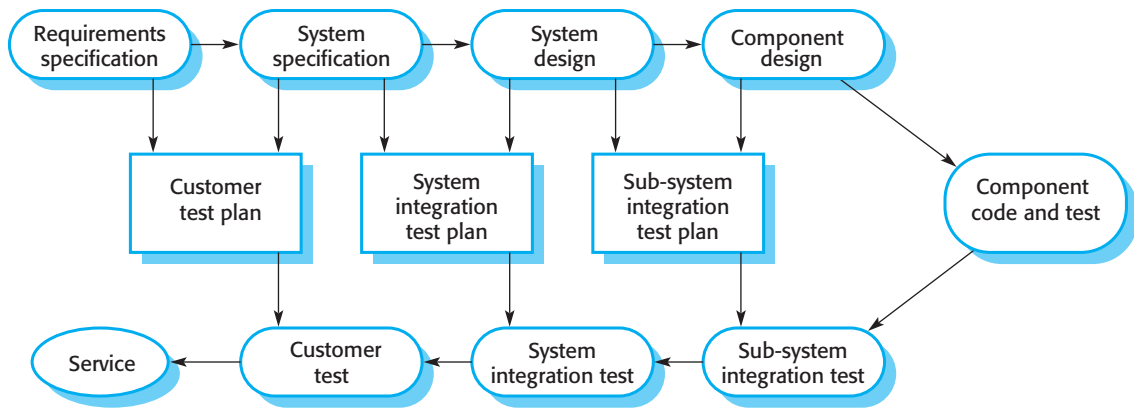 Requirements
specification
System
specification
System
design
Component
design
Customer
test plan
System
integration
test plan
Sub-system
integration
test plan
Component
code and test
Service
Customer
test
System
integration test
Sub-system
integration test